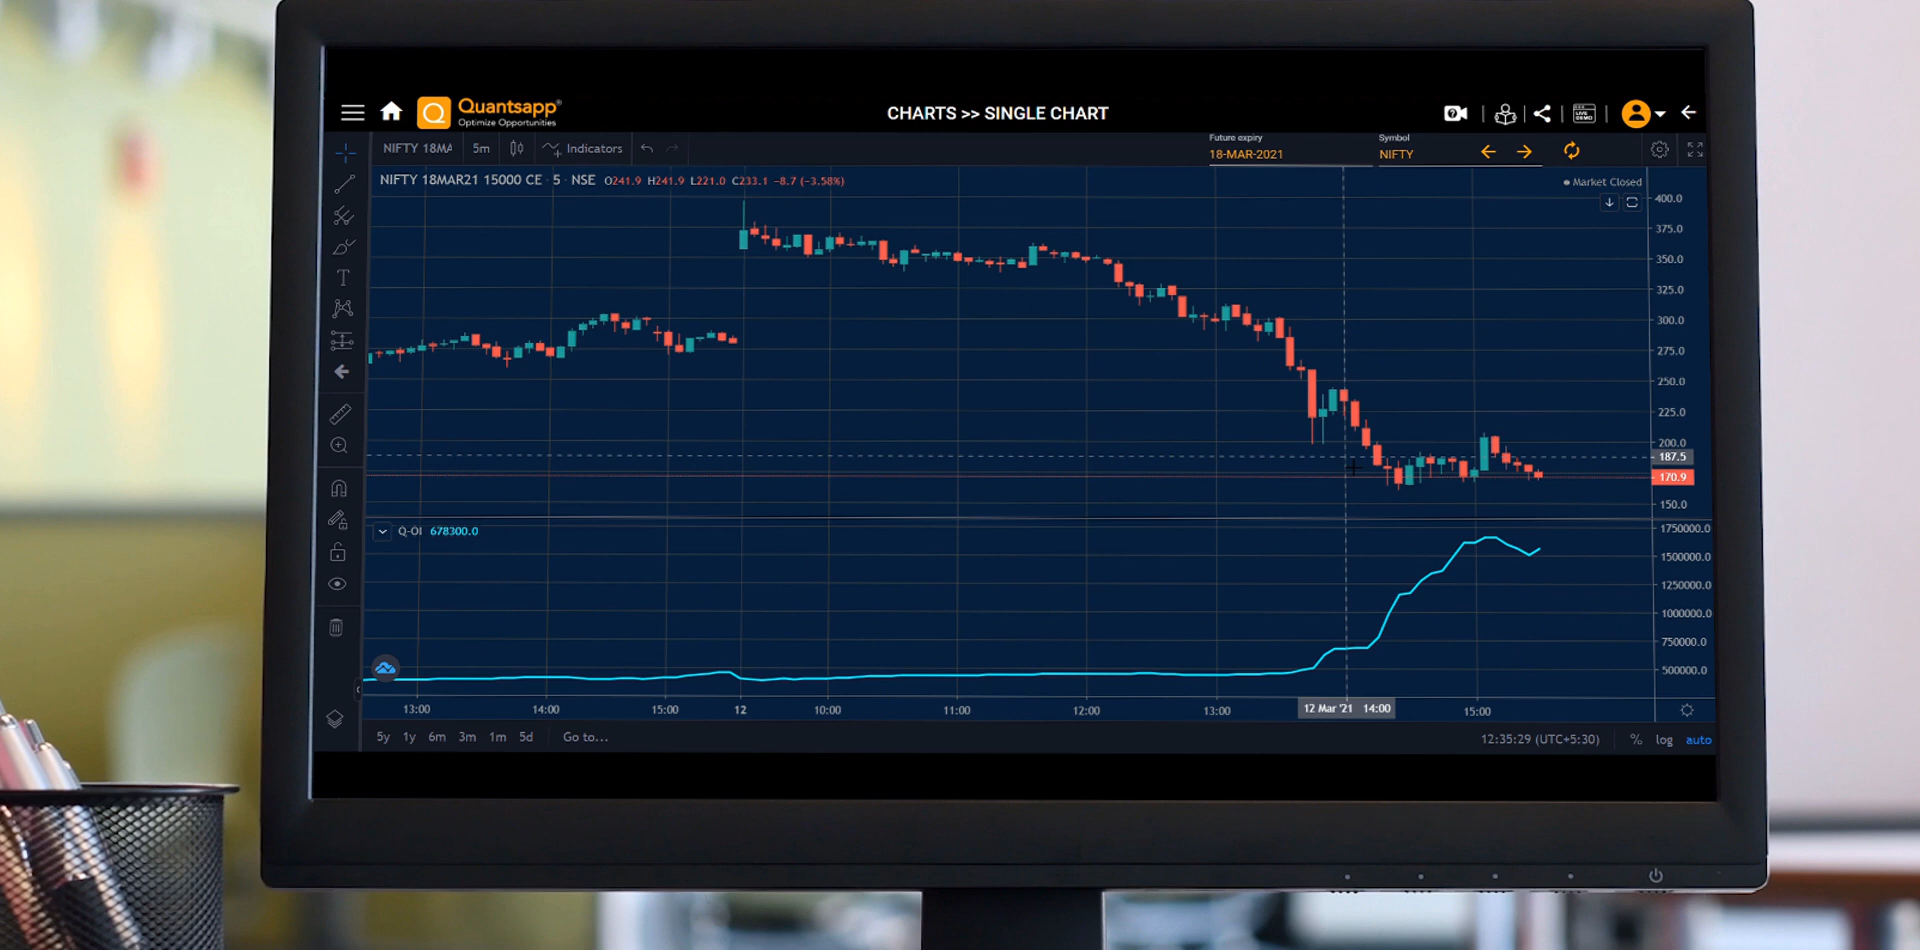 Quantsapp®
Optimize Opportunities
CHARTS >> SINGLE CHART
LIVE DEMO
NIFTY 18MA
5m
Indicators
Future expiry
18-MAR-2021
Symbol
NIFTY
NIFTY 18MAR21 15000 CE · 5 · NSE O241.9 H241.9 L221.0 C233.1 -8.7 (-3.58%)
Market Closed
400.0
375.0
350.0
325.0
300.0
275.0
250.0
225.0
200.0
187.5
170.9
150.0
Q-OI 678300.0
1750000.0
1500000.0
1250000.0
1000000.0
750000.0
500000.0
13:00 14:00 15:00 12 10:00 11:00 12:00 13:00 12 Mar '21 14:00 15:00
5y 1y 6m 3m 1m 5d Go to...
12:35:29 (UTC+5:30) % log auto